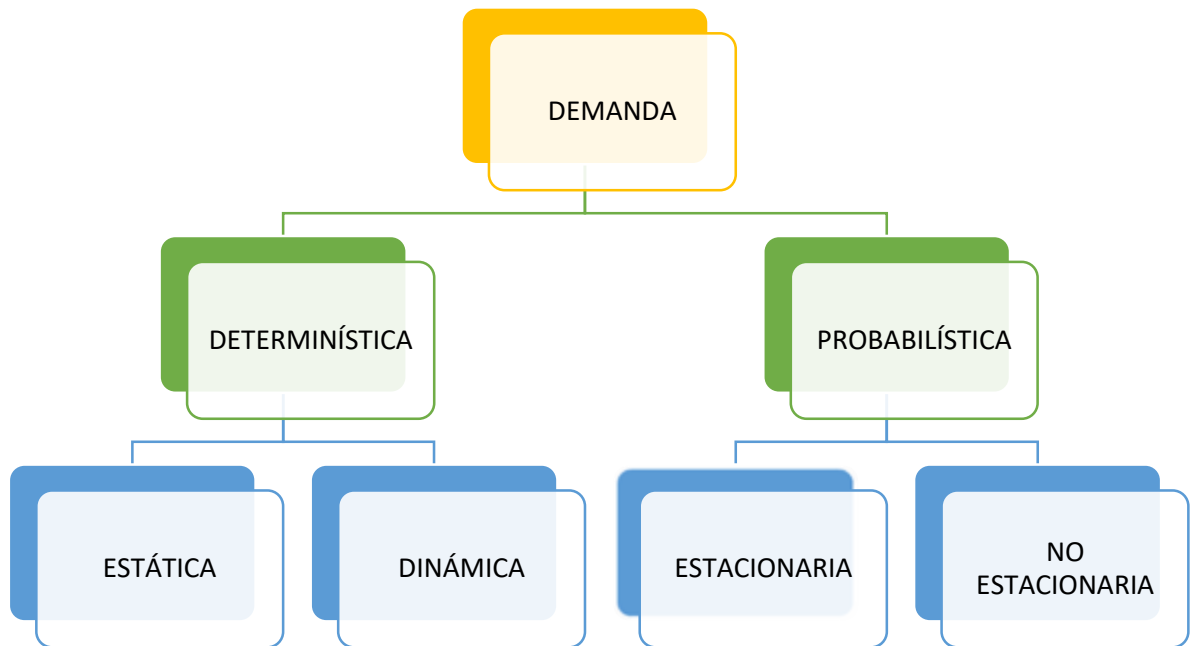 DEMANDA
DETERMINÍSTICA
PROBABILÍSTICA
ESTÁTICA
DINÁMICA
ESTACIONARIA
NO
ESTACIONARIA